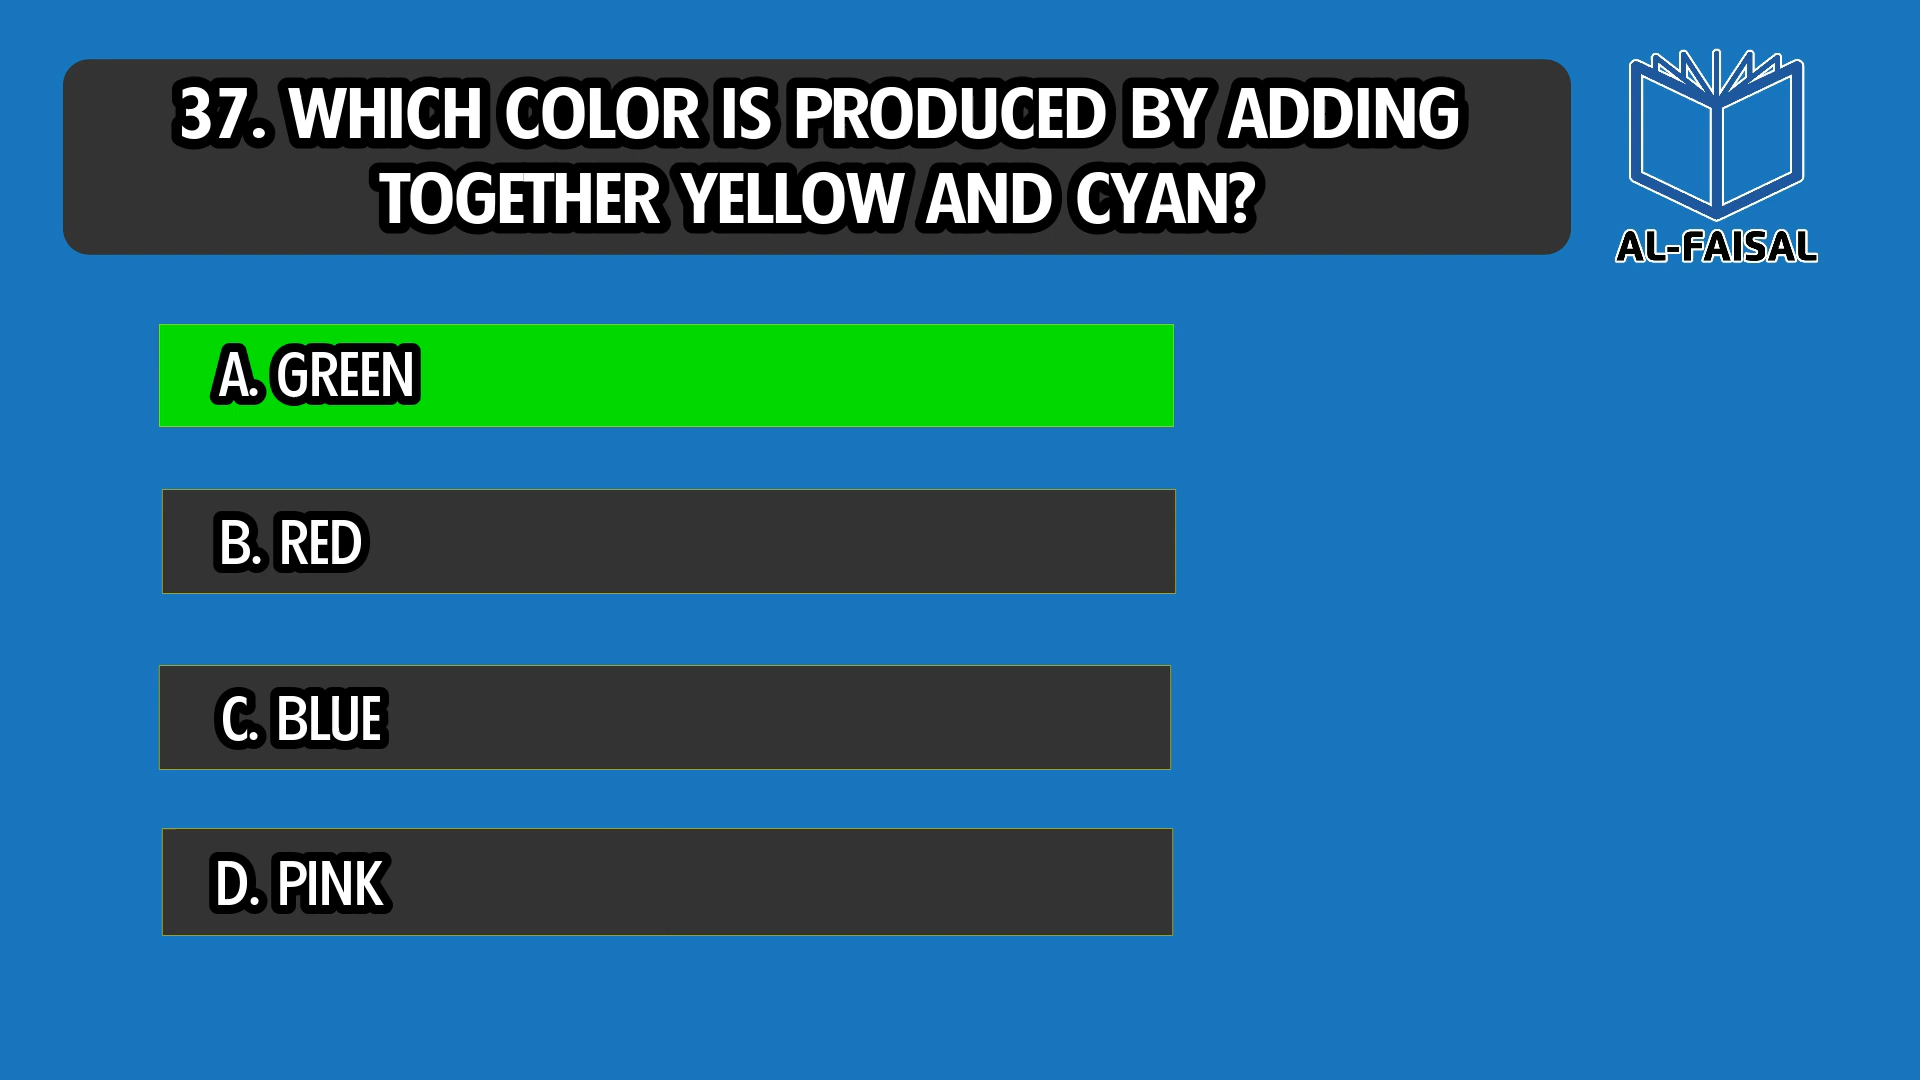 37. WHICH COLOR IS PRODUCED BY ADDING
TOGETHER YELLOW AND CYAN?
AL-FAISAL
A. GREEN
B. RED
C. BLUE
D. PINK